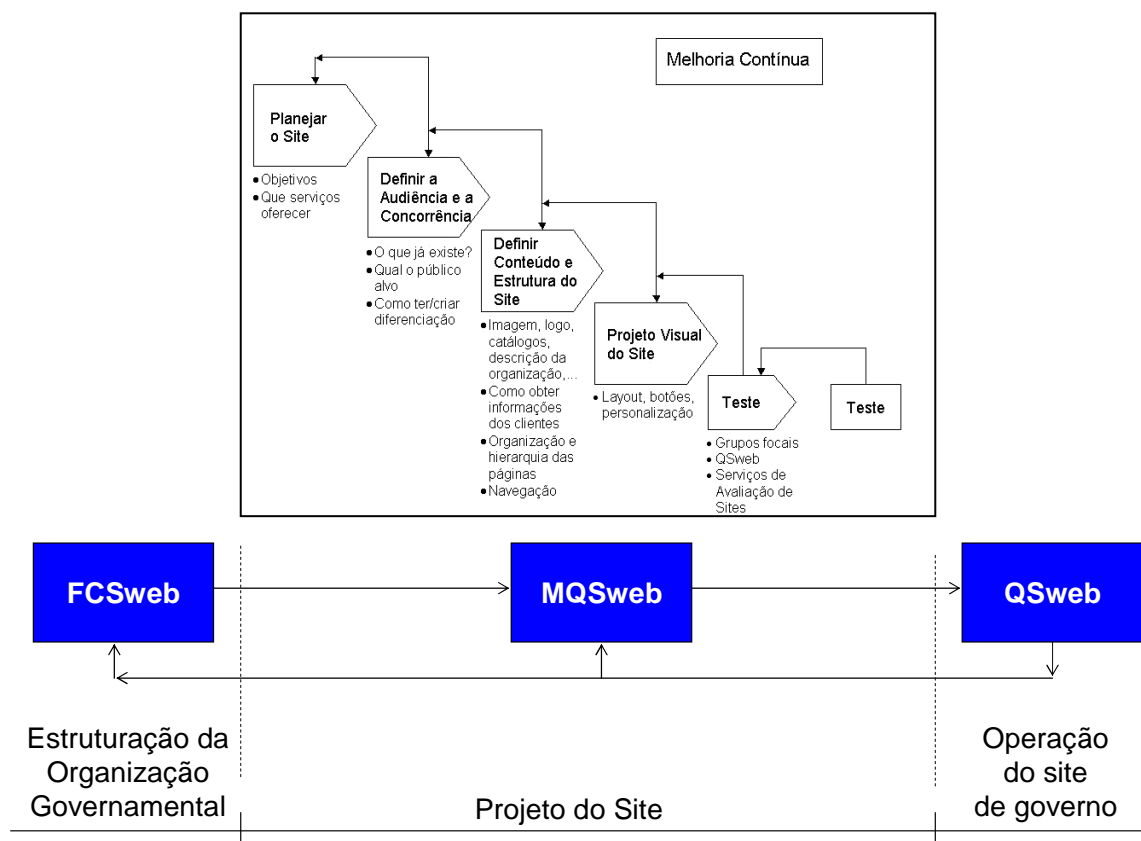 Melhoria Contínua
Planejar
o Site
• Objetivos
• Que serviços
oferecer
Definir a
Audiência e a
Concorrência
• O que já existe?
• Qual o público
alvo
• Como ter/criar
diferenciação
Definir
Conteúdo e
Estrutura do
Site
• Imagem, logo,
catálogos,
descrição da
organização,...
• Como obter
informações
dos clientes
• Organização e
hierarquia das
páginas
• Navegação
Projeto Visual
do Site
• Layout, botões,
personalização
Teste
• Grupos focais
• QSweb
• Serviços de
Avaliação de
Sites
Teste
FCSweb
MQSweb
QSweb
Estruturação da
Organização
Governamental
Projeto do Site
Operação
do site
de governo